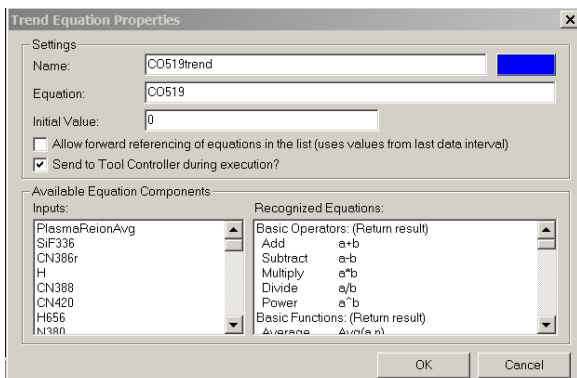 Trend Equation Properties
Settings
Name: CO519trend
Equation: CO519
Initial Value: 0
Allow forward referencing of equations in the list (uses values from last data interval)
Send to Tool Controller during execution?
Available Equation Components
Inputs: Recognized Equations:
PlasmaReionAvg Basic Operators: (Return result)
SiF336 Add a+b
CN386r Subtract a-b
H Multiply a*b
CN388 Divide a/b
CN420 Power a^b
H656 Basic Functions: (Return result)
N380 Average Avg(a,n)
OK Cancel